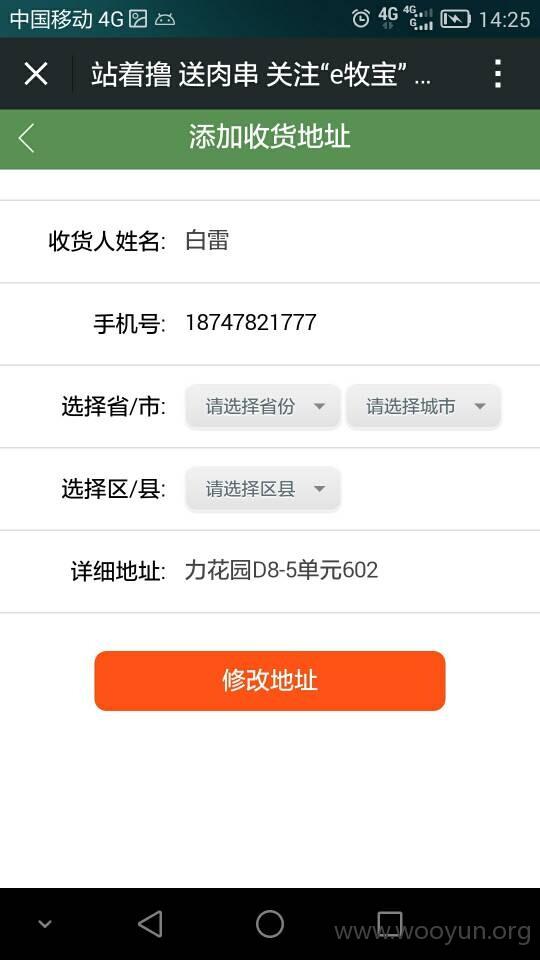 中国移动 4G 4G 4G G 14:25
站着撸 送肉串 关注“e牧宝” ...
添加收货地址
收货人姓名: 白雷
手机号: 18747821777
选择省/市: 请选择省份 请选择城市
选择区/县: 请选择区县
详细地址: 力花园D8-5单元602
修改地址
www.wooyun.org